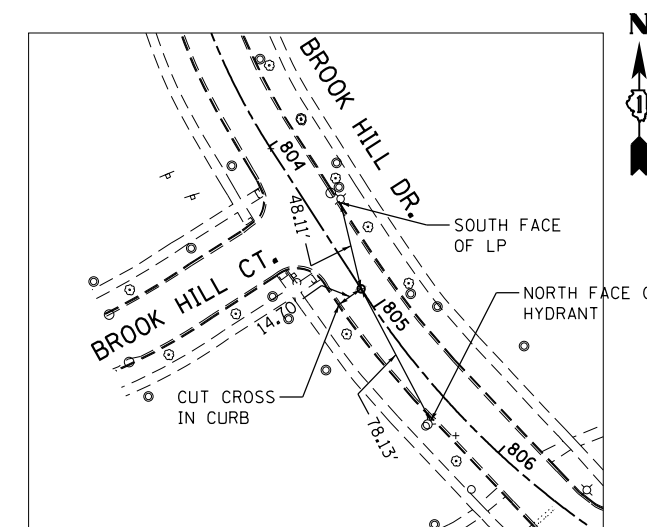 N
1
BROOK HILL DR.
804
48.11'
SOUTH FACE
OF LP
BROOK HILL CT.
NORTH FACE
HYDRANT
805
14.70'
CUT CROSS
IN CURB
78.13'
806